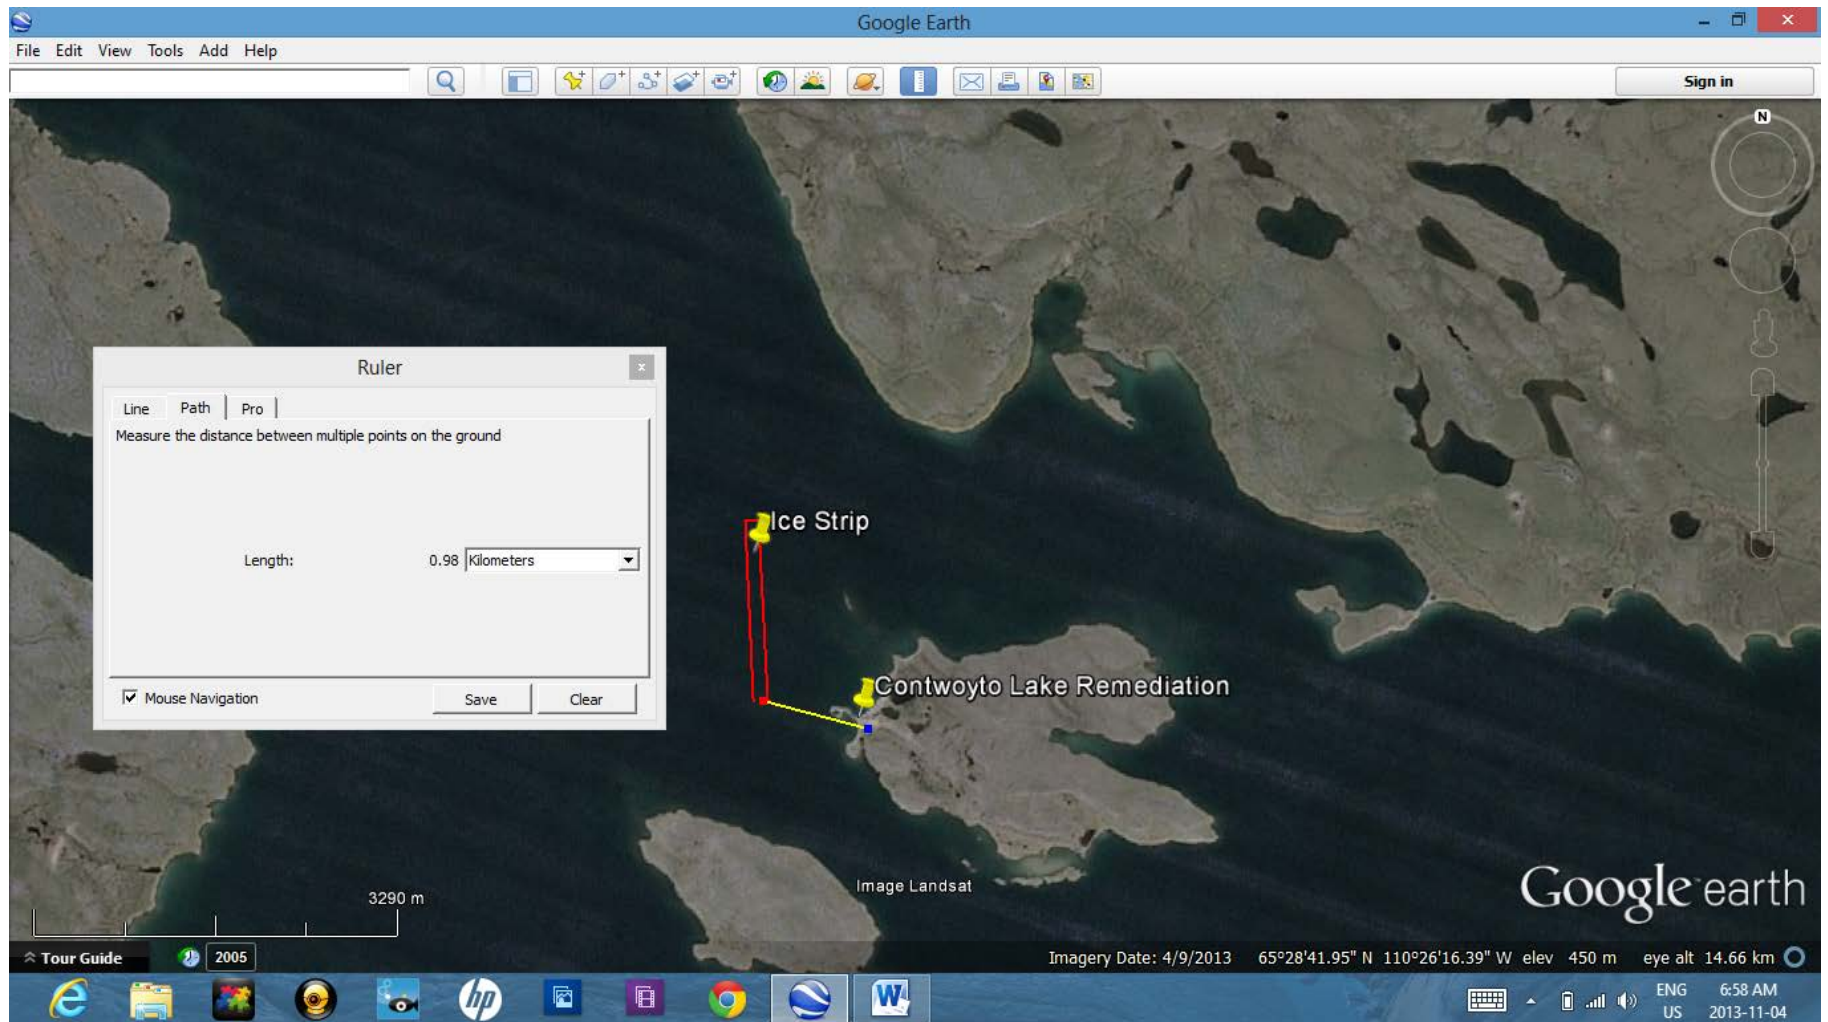 Google Earth
File Edit View Tools Add Help
Sign in
N
Ruler
Line Path Pro
Measure the distance between multiple points on the ground
Length: 0.98 Kilometers
Mouse Navigation Save Clear
Ice Strip
Contwoyto Lake Remediation
Image Landsat
Google earth
3290 m
Tour Guide 2005
Imagery Date: 4/9/2013 65°28'41.95" N 110°26'16.39" W elev 450 m eye alt 14.66 km
hp
W
ENG 6:58 AM
US 2013-11-04